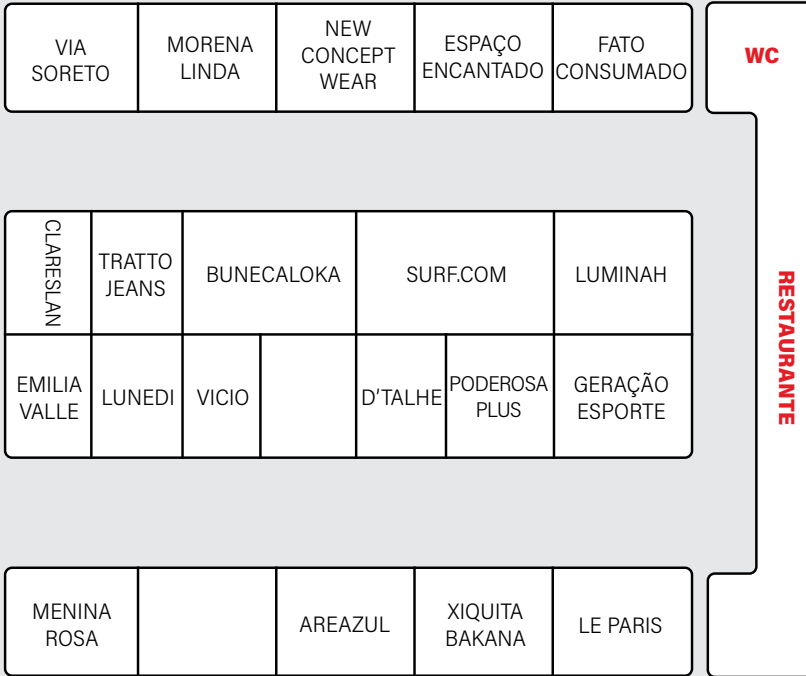 VIA
SORETO
MORENA
LINDA
NEW
CONCEPT
WEAR
ESPAÇO
ENCANTADO
FATO
CONSUMADO
WC
CLARESLAN
TRATTO
JEANS
BUNECALOKA
SURF.COM
LUMINAH
RESTAURANTE
EMILIA
VALLE
LUNEDI
VICIO
D'TALHE
PODEROSA
PLUS
GERAÇÃO
ESPORTE
MENINA
ROSA
AREAZUL
XIQUITA
BAKANA
LE PARIS